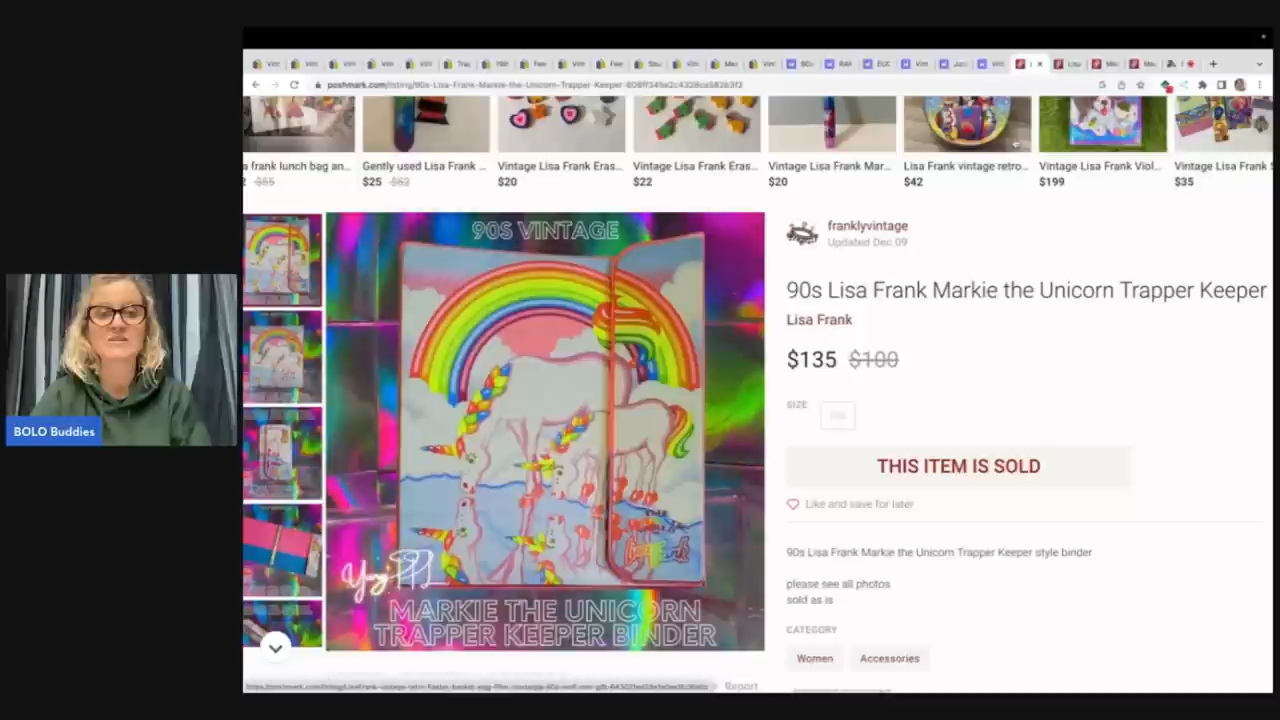 poshmark.com/listing/90s-Lisa-Frank-Markie-the-Unicorn-Trapper-Keeper
a frank lunch bag an...
$55
Gently used Lisa Frank ...
$25 $52
Vintage Lisa Frank Eras...
$20
Vintage Lisa Frank Eras...
$22
Vintage Lisa Frank Mar...
$20
Lisa Frank vintage retro...
$42
Vintage Lisa Frank Viol...
$199
Vintage Lisa Frank
$35
90S VINTAGE
MARKIE THE UNICORN
TRAPPER KEEPER BINDER
franklyvintage
Updated Dec 09
90s Lisa Frank Markie the Unicorn Trapper Keeper
Lisa Frank
$135 $100
SIZE
THIS ITEM IS SOLD
Like and save for later
90s Lisa Frank Markie the Unicorn Trapper Keeper style binder
please see all photos
sold as is
CATEGORY
Women
Accessories
Report
BOLO Buddies